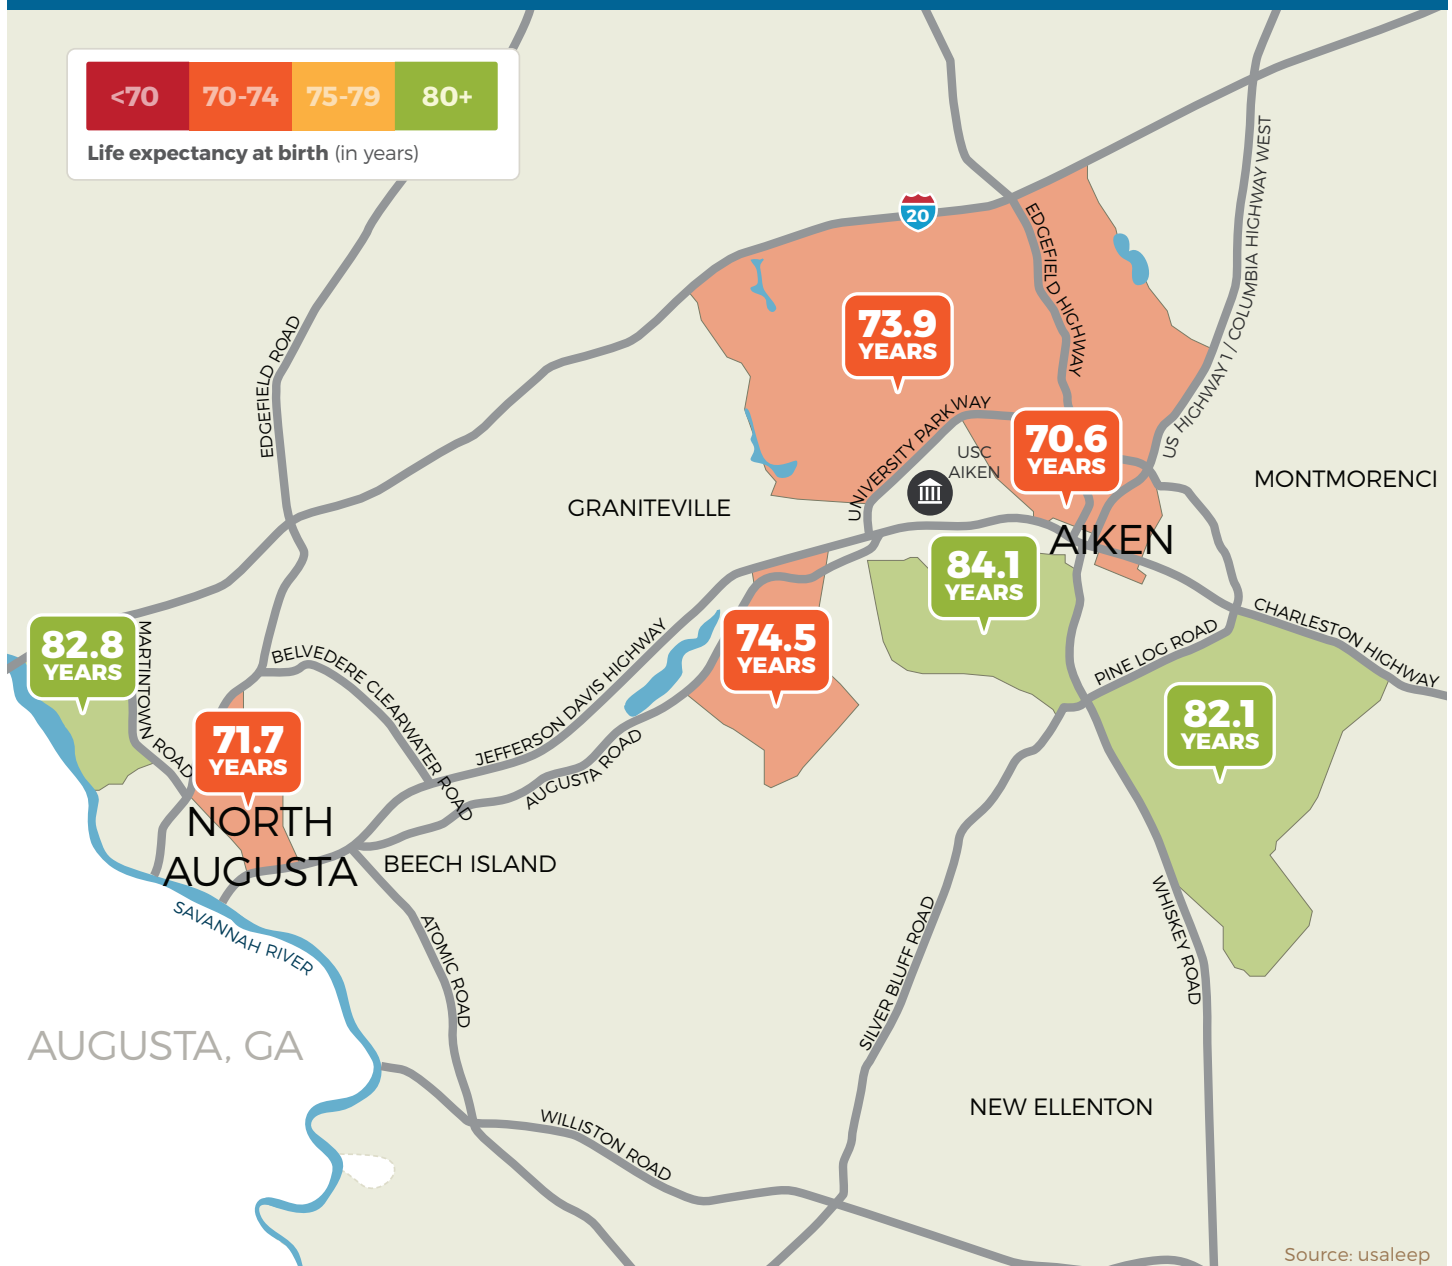 <70
70-74
75-79
80+
Life expectancy at birth (in years)
20
EDGEFIELD HIGHWAY
US HIGHWAY 1 / COLUMBIA HIGHWAY WEST
EDGEFIELD ROAD
73.9
YEARS
UNIVERSITY PARKWAY
70.6
YEARS
USC
AIKEN
MONTMORENCI
GRANITEVILLE
AIKEN
84.1
YEARS
82.8
YEARS
MARTINTOWN ROAD
BELVEDERE CLEARWATER ROAD
JEFFERSON DAVIS HIGHWAY
74.5
YEARS
PINE LOG ROAD
CHARLESTON HIGHWAY
82.1
YEARS
71.7
YEARS
AUGUSTA ROAD
NORTH
AUGUSTA
BEECH ISLAND
SAVANNAH RIVER
ATOMIC ROAD
SILVER BLUFF ROAD
WHISKEY ROAD
AUGUSTA, GA
NEW ELLENTON
WILLISTON ROAD
Source: usaleep